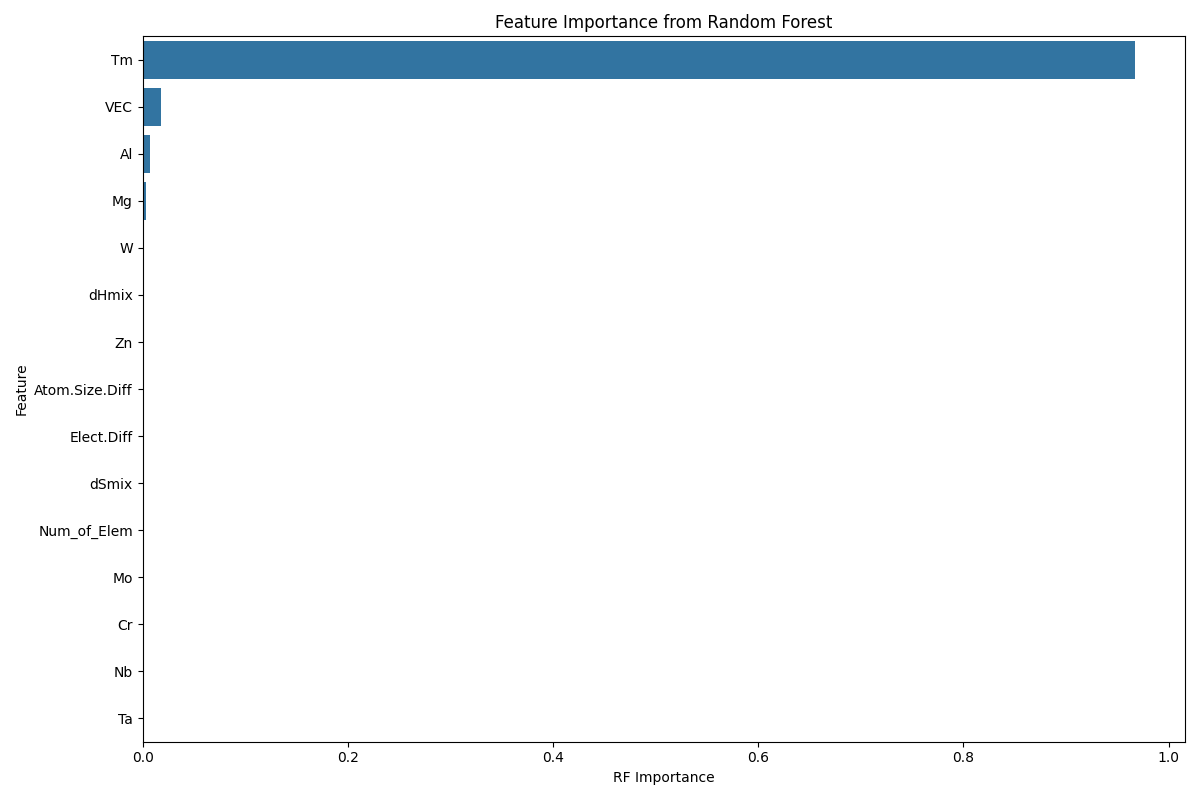 Feature Importance from Random Forest
Tm
VEC
Al
Mg
W
dHmix
Zn
Atom.Size.Diff
Elect.Diff
dSmix
Num_of_Elem
Mo
Cr
Nb
Ta
Feature
0.0 0.2 0.4 0.6 0.8 1.0
RF Importance